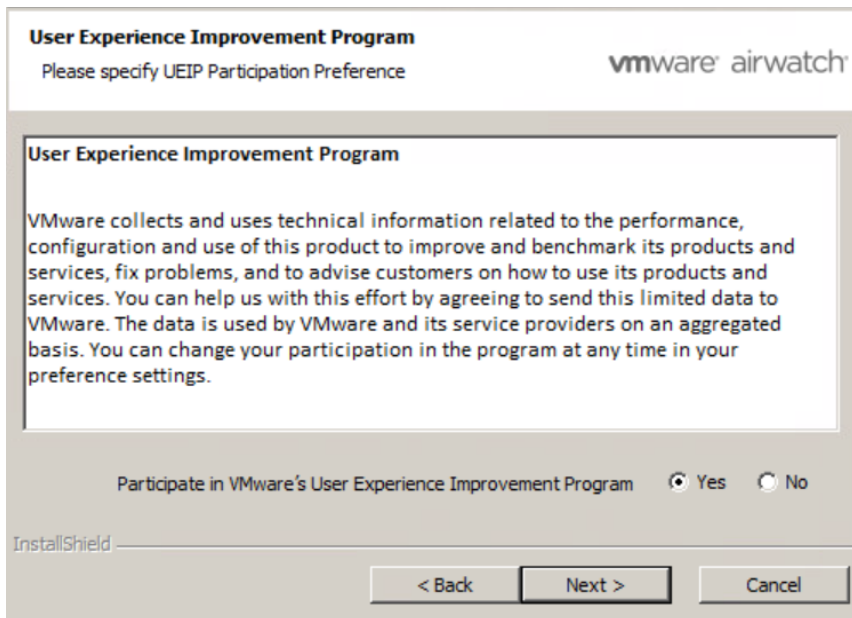 User Experience Improvement Program
Please specify UEIP Participation Preference
vmware airwatch
User Experience Improvement Program
VMware collects and uses technical information related to the performance,
configuration and use of this product to improve and benchmark its products and
services, fix problems, and to advise customers on how to use its products and
services. You can help us with this effort by agreeing to send this limited data to
VMware. The data is used by VMware and its service providers on an aggregated
basis. You can change your participation in the program at any time in your
preference settings.
Participate in VMware's User Experience Improvement Program Yes No
InstallShield
< Back Next > Cancel